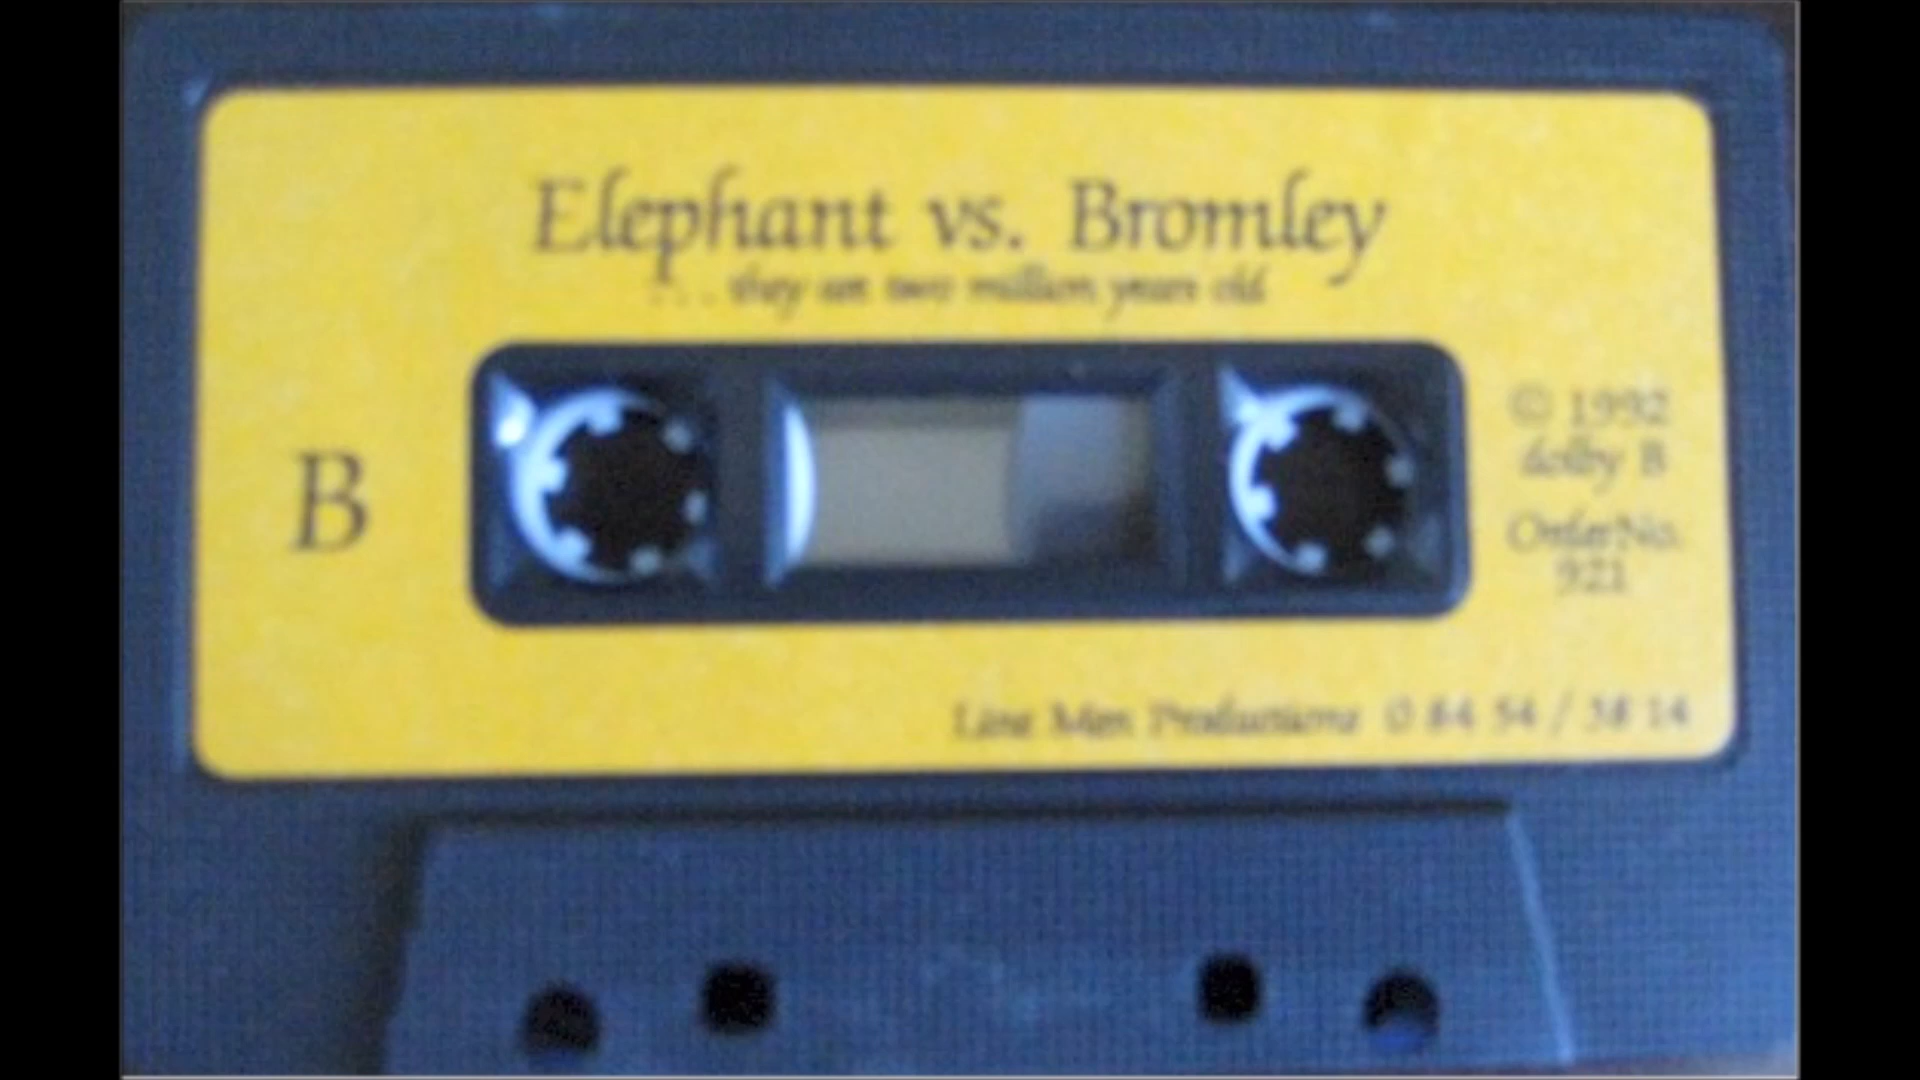 Elephant vs. Bromley
. . . they are two million years old
B
© 1992
dolby B
OrderNo.
921
Line Men Productions 0 84 54 / 38 14